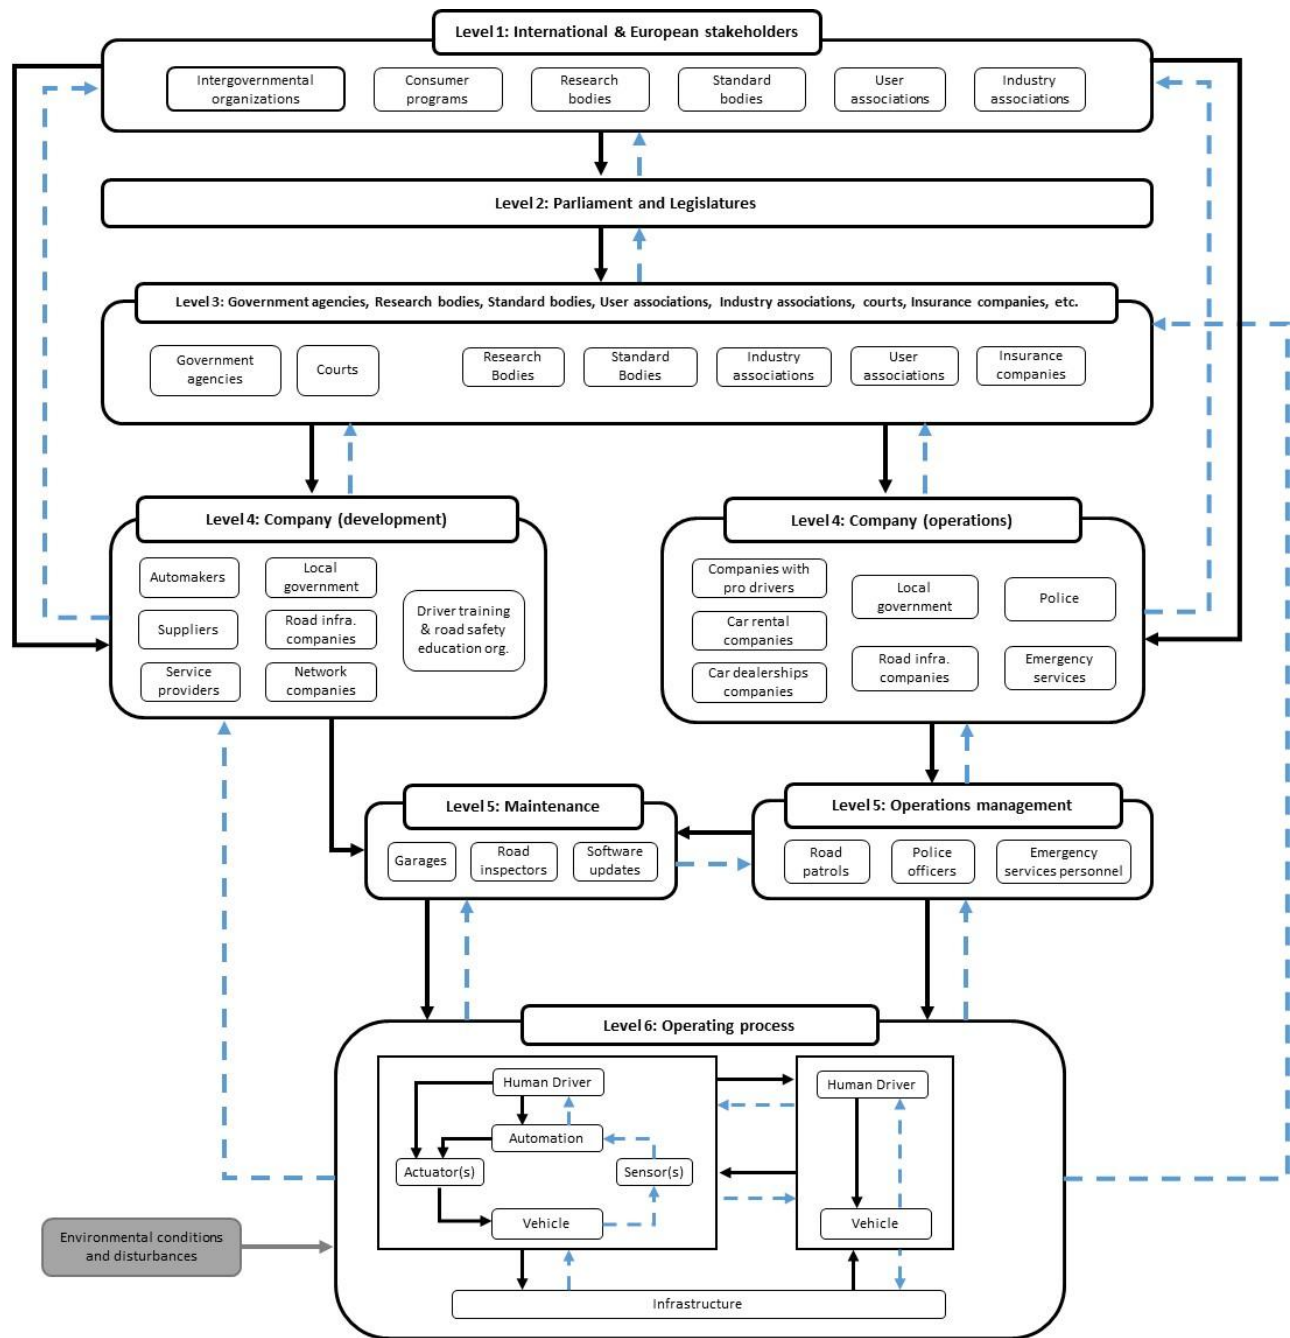 Level 1: International & European stakeholders
Intergovernmental
organizations
Consumer
programs
Research
bodies
Standard
bodies
User
associations
Industry
associations
Level 2: Parliament and Legislatures
Level 3: Government agencies, Research bodies, Standard bodies, User associations, Industry associations, courts, Insurance companies, etc.
Government
agencies
Courts
Research
Bodies
Standard
Bodies
Industry
associations
User
associations
Insurance
companies
Level 4: Company (development)
Automakers
Local
government
Driver training
& road safety
education org.
Suppliers
Road infra.
companies
Service
providers
Network
companies
Level 4: Company (operations)
Companies with
pro drivers
Local
government
Police
Car rental
companies
Car dealerships
companies
Road infra.
companies
Emergency
services
Level 5: Maintenance
Garages
Road
inspectors
Software
updates
Level 5: Operations management
Road
patrols
Police
officers
Emergency
services personnel
Level 6: Operating process
Human Driver
Automation
Actuator(s)
Sensor(s)
Vehicle
Human Driver
Vehicle
Infrastructure
Environmental conditions
and disturbances